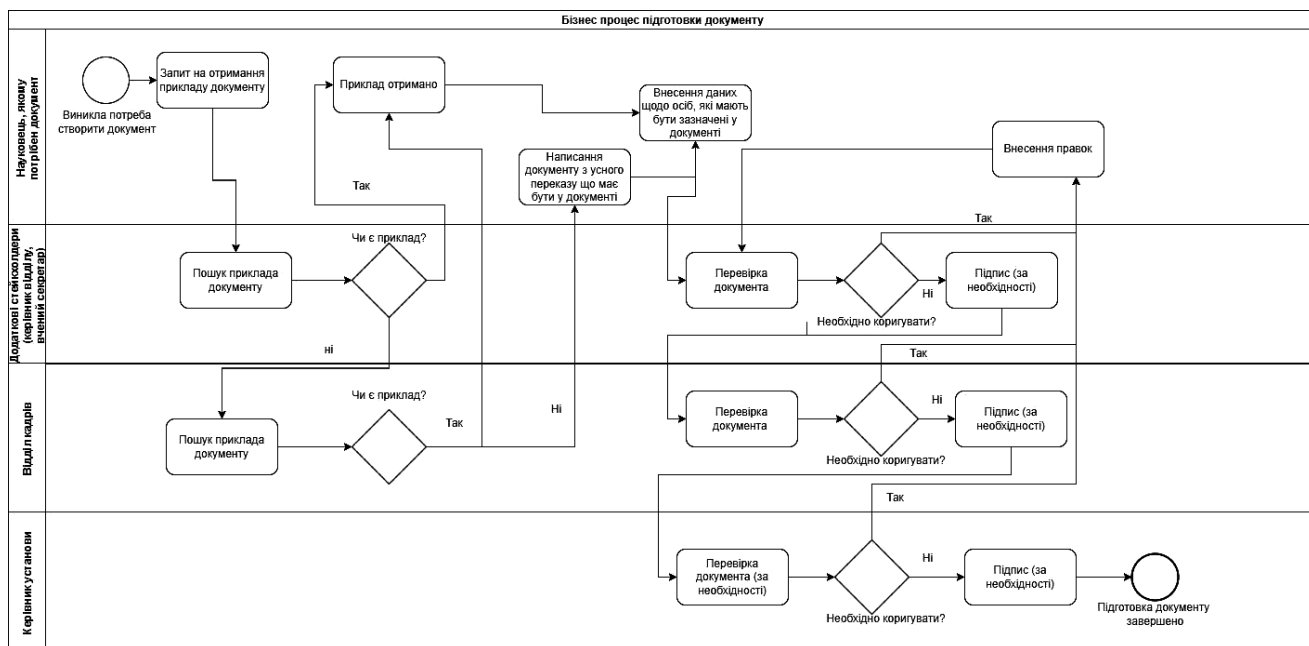 Бізнес процес підготовки документу
Науковець, якому
потрібен документ
Виникла потреба
створити документ
Запит на отримання
прикладу документу
Приклад отримано
Внесення даних
щодо осіб, які мають
бути зазначені у
документі
Написання
документу з усного
переказу що має
бути у документі
Внесення правок
Так
Так
Додаткові стейкхолдери
(керівник відділу,
вчений секретар)
Чи є приклад?
Пошук приклада
документу
ні
Перевірка
документа
Ні
Підпис (за
необхідності)
Необхідно коригувати?
Так
Відділ кадрів
Чи є приклад?
Пошук приклада
документу
Так
Ні
Перевірка
документа
Ні
Підпис (за
необхідності)
Необхідно коригувати?
Так
Керівник установи
Перевірка
документа (за
необхідності)
Ні
Підпис (за
необхідності)
Необхідно коригувати?
Підготовка документу
завершено